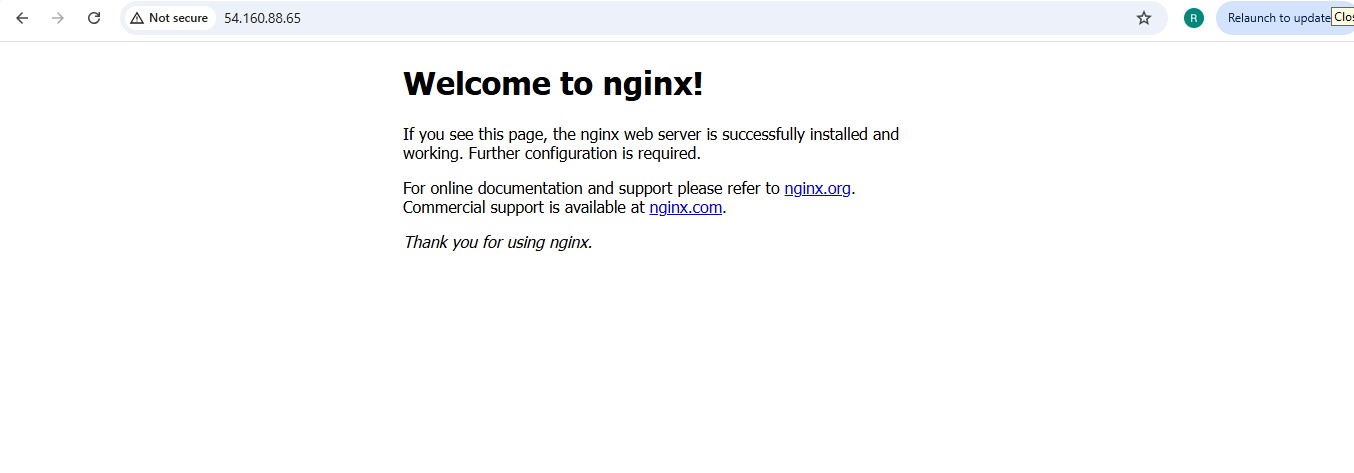 Not secure 54.160.88.65
R
Relaunch to update
Welcome to nginx!
If you see this page, the nginx web server is successfully installed and
working. Further configuration is required.
For online documentation and support please refer to nginx.org.
Commercial support is available at nginx.com.
Thank you for using nginx.